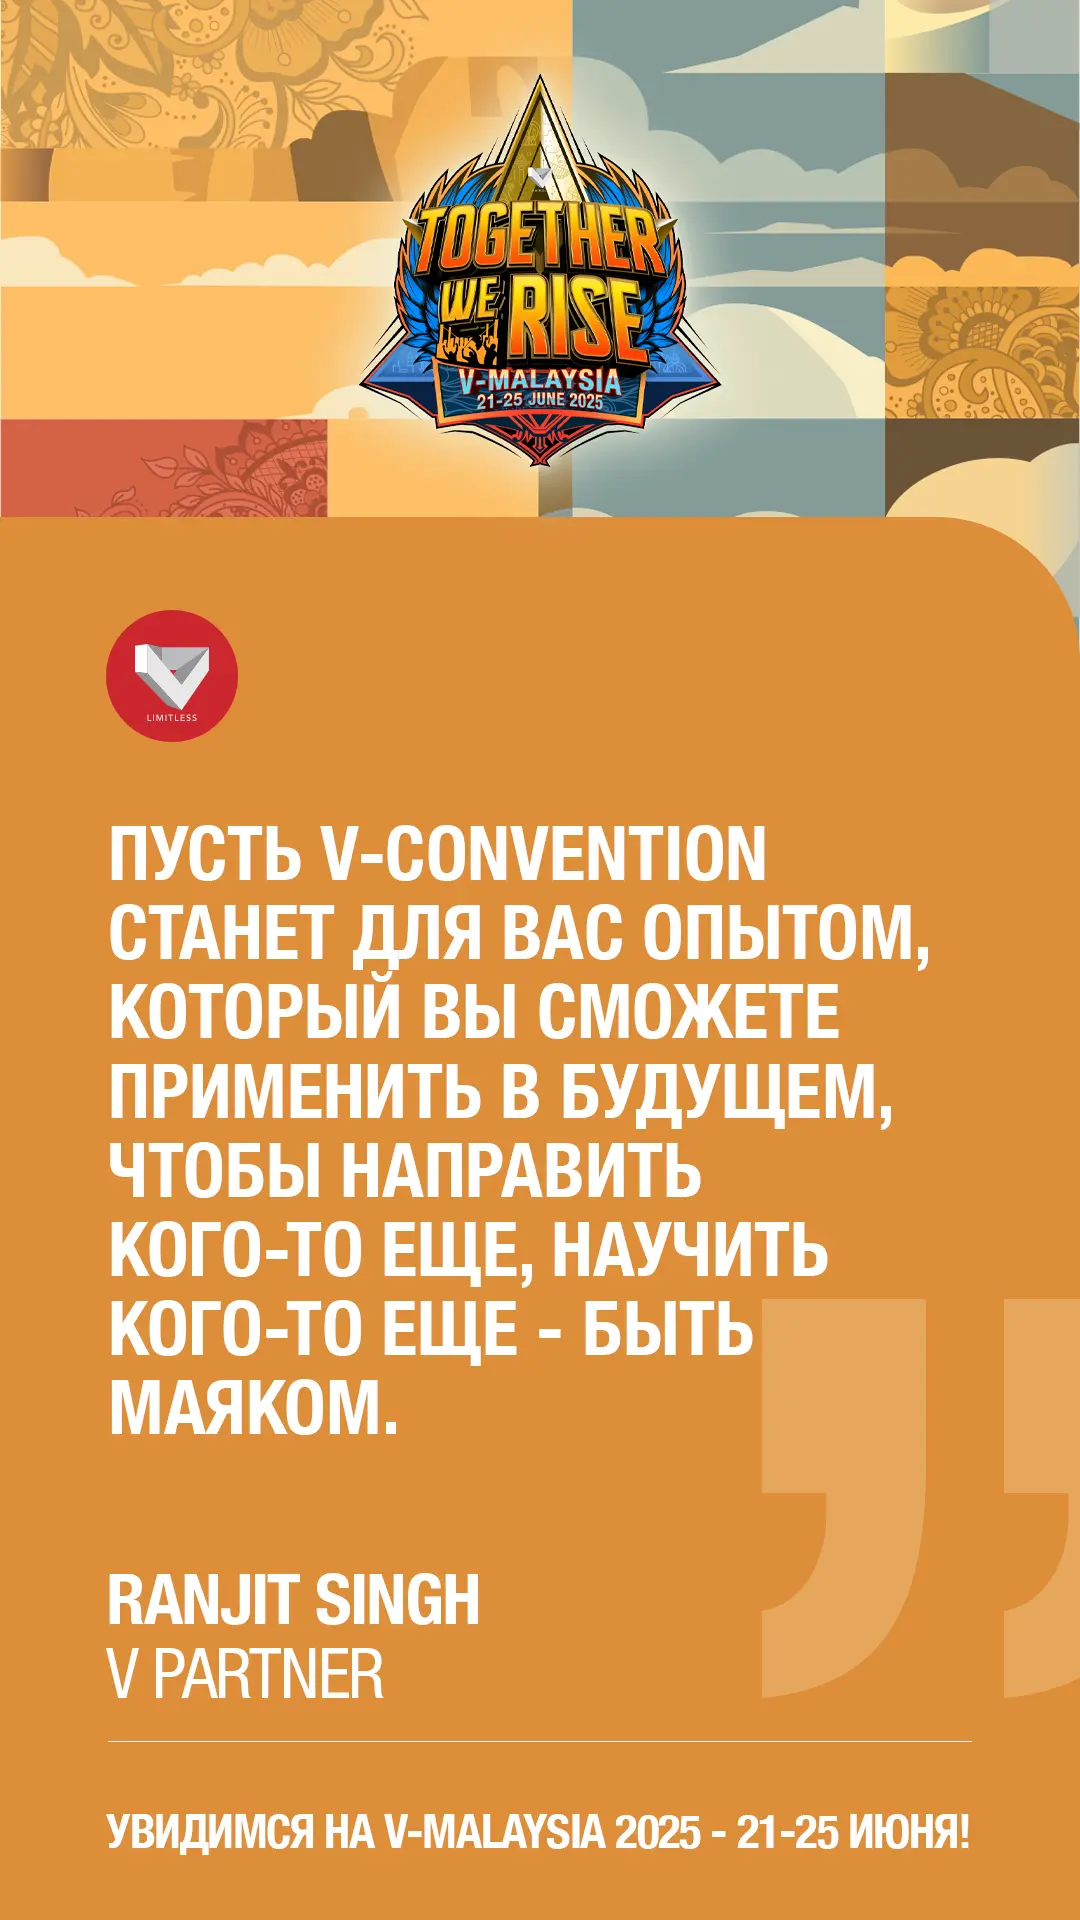 TOGETHER
WE RISE
V-MALAYSIA
21-25 JUNE 2025
LIMITLESS
ПУСТЬ V-CONVENTION
СТАНЕТ ДЛЯ ВАС ОПЫТОМ,
КОТОРЫЙ ВЫ СМОЖЕТЕ
ПРИМЕНИТЬ В БУДУЩЕМ,
ЧТОБЫ НАПРАВИТЬ
КОГО-ТО ЕЩЕ, НАУЧИТЬ
КОГО-ТО ЕЩЕ - БЫТЬ
МАЯКОМ.
RANJIT SINGH
V PARTNER
УВИДИМСЯ НА V-MALAYSIA 2025 - 21-25 ИЮНЯ!